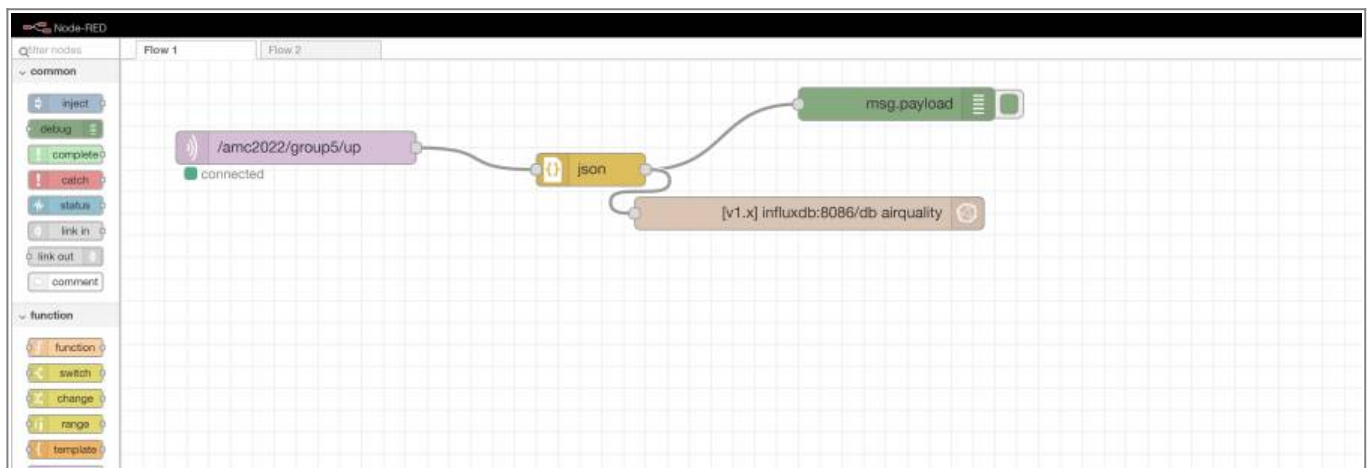 Node-RED
filter nodes
Flow 1
Flow 2
common
inject
debug
complete
catch
status
link in
link out
comment
function
function
switch
change
range
template
/amc2022/group5/up
connected
json
msg.payload
[v1.x] influxdb:8086/db airquality